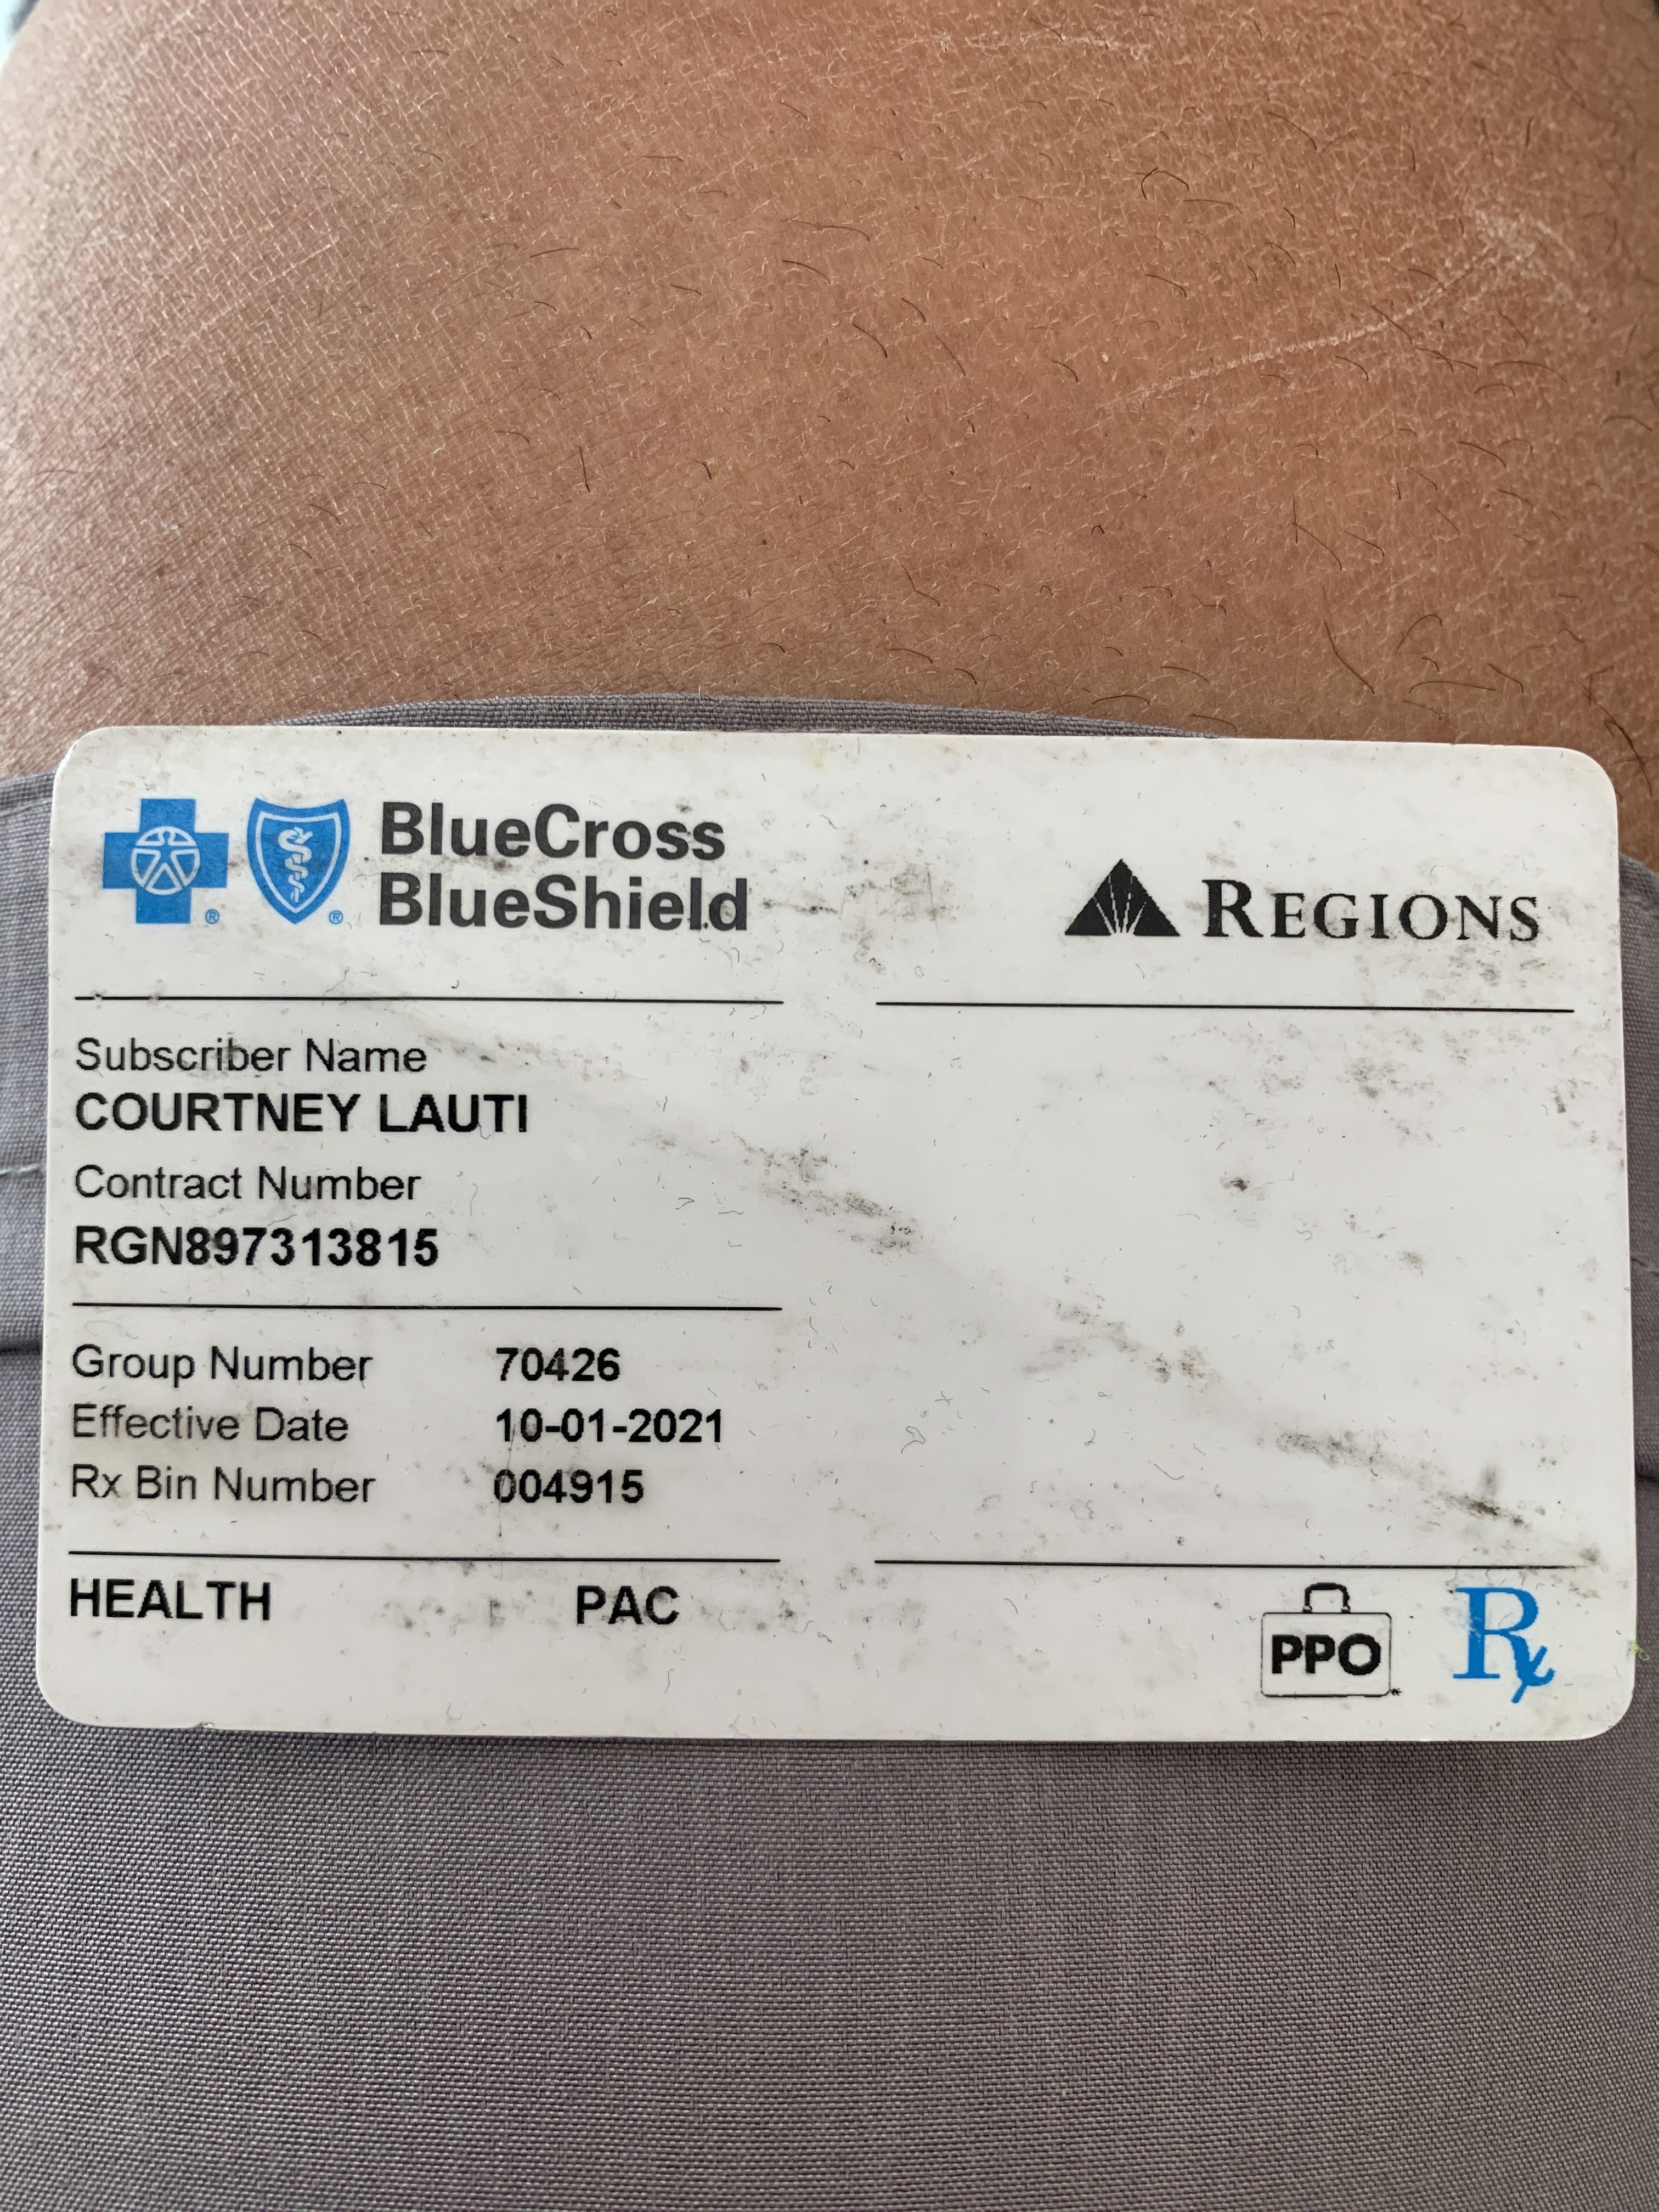 BlueCross
BlueShield
REGIONS
Subscriber Name
COURTNEY LAUTI
Contract Number
RGN897313815
Group Number 70426
Effective Date 10-01-2021
Rx Bin Number 004915
HEALTH PAC
PPO
Rx